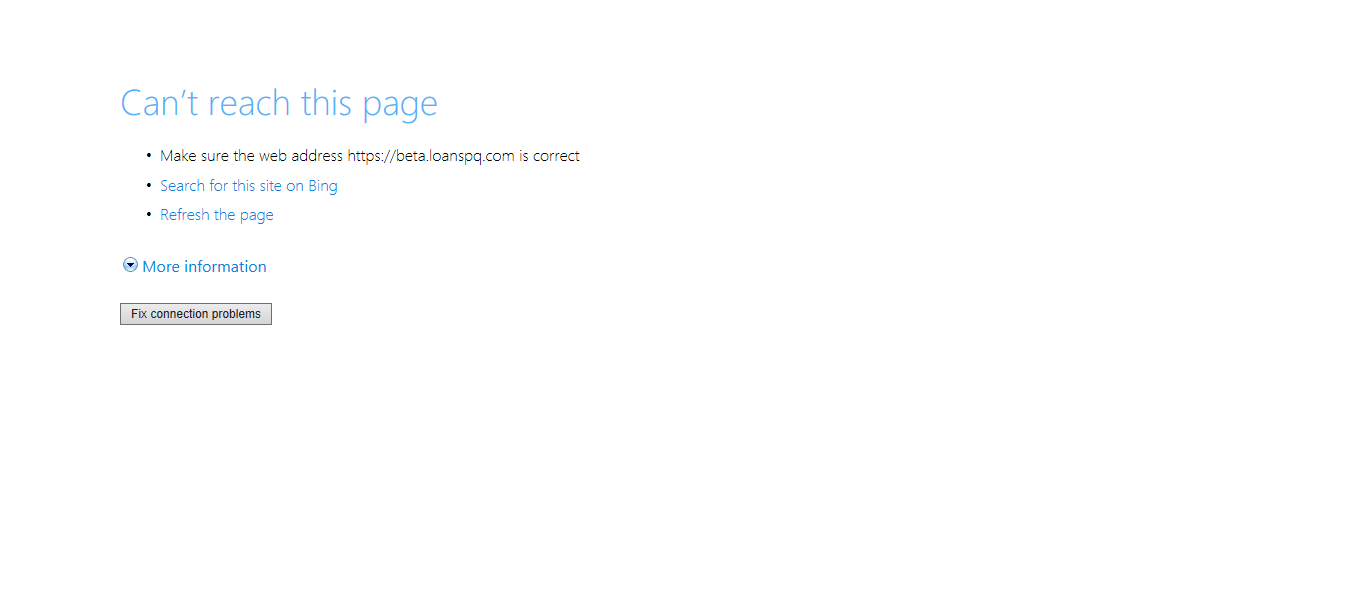 Can't reach this page
• Make sure the web address https://beta.loanspq.com is correct
• Search for this site on Bing
• Refresh the page
More information
Fix connection problems